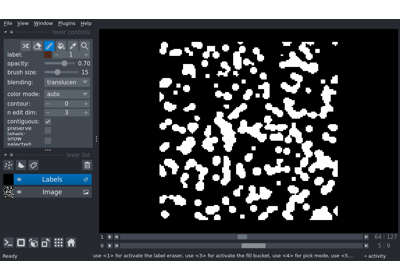 File View Window Plugins Help
layer controls
label: 1
opacity: 0.70
brush size: 15
blending: translucen
color mode: auto
contour: 0
n edit dim: 3
contiguous:
preserve labels:
show selected:
layer list
Labels
Image
1 64 127
0
Ready use <1> for activate the label eraser, use <3> for activate the fill bucket, use <4> for pick mode, use <5... activity